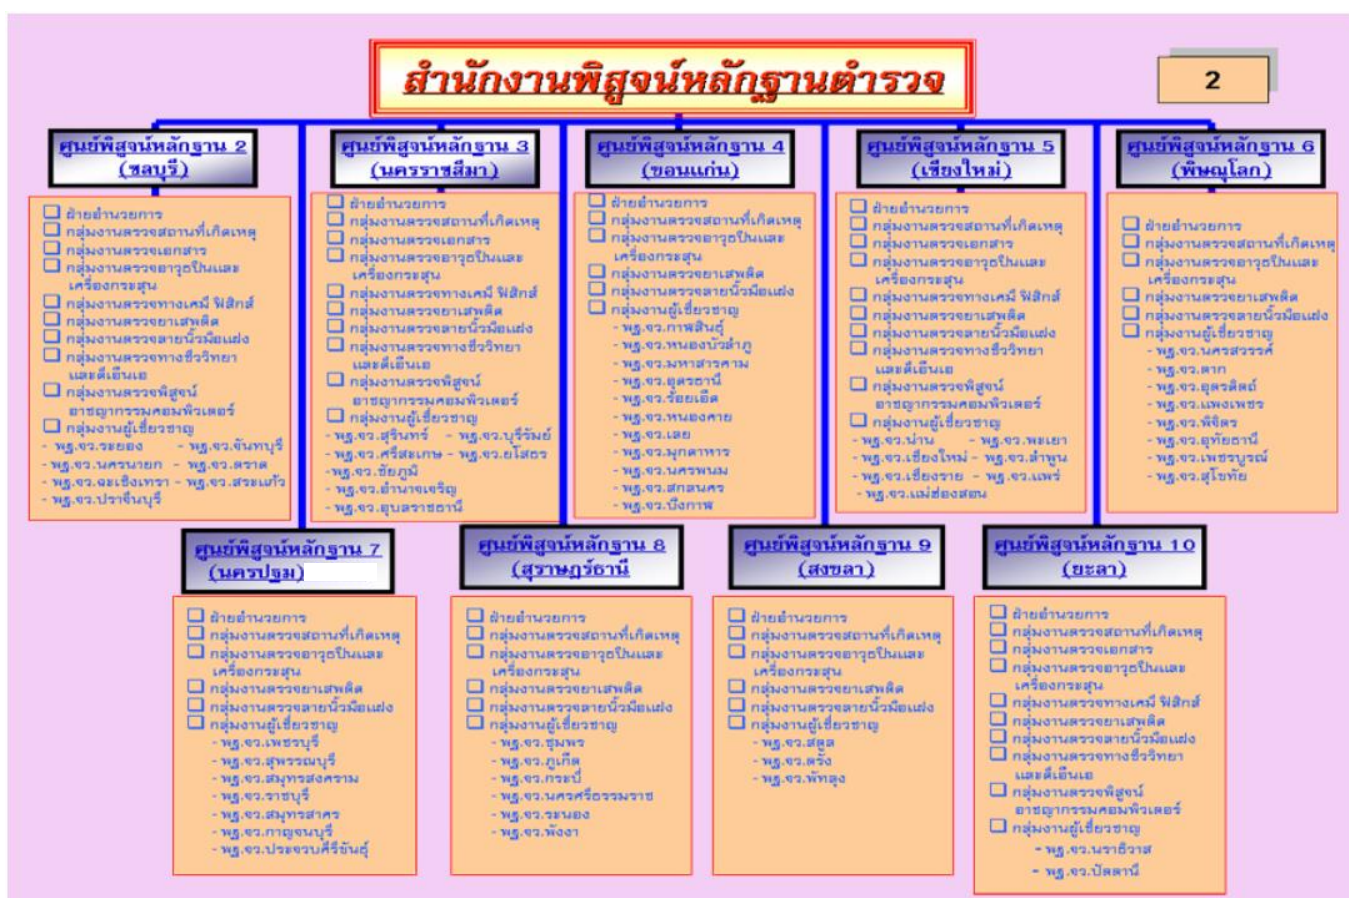 สำนักงานพิสูจน์หลักฐานตำรวจ
2
ศูนย์พิสูจน์หลักฐาน 2
(ชลบุรี)
❑ ฝ่ายอำนวยการ
❑ กลุ่มงานตรวจสถานที่เกิดเหตุ
❑ กลุ่มงานตรวจเอกสาร
❑ กลุ่มงานตรวจอาวุธปืนและ
เครื่องกระสุน
❑ กลุ่มงานตรวจทางเคมี ฟิสิกส์
❑ กลุ่มงานตรวจยาเสพติด
❑ กลุ่มงานตรวจลายนิ้วมือแฝง
❑ กลุ่มงานตรวจทางชีววิทยา
และดีเอ็นเอ
❑ กลุ่มงานตรวจพิสูจน์
อาชญากรรมคอมพิวเตอร์
❑ กลุ่มงานผู้เชี่ยวชาญ
- พฐ.จว.ระยอง - พฐ.จว.จันทบุรี
- พฐ.จว.นครนายก - พฐ.จว.ตราด
- พฐ.จว.ฉะเชิงเทรา - พฐ.จว.สระแก้ว
- พฐ.จว.ปราจีนบุรี
ศูนย์พิสูจน์หลักฐาน 3
(นครราชสีมา)
❑ ฝ่ายอำนวยการ
❑ กลุ่มงานตรวจสถานที่เกิดเหตุ
❑ กลุ่มงานตรวจเอกสาร
❑ กลุ่มงานตรวจอาวุธปืนและ
เครื่องกระสุน
❑ กลุ่มงานตรวจทางเคมี ฟิสิกส์
❑ กลุ่มงานตรวจยาเสพติด
❑ กลุ่มงานตรวจลายนิ้วมือแฝง
❑ กลุ่มงานตรวจทางชีววิทยา
และดีเอ็นเอ
❑ กลุ่มงานตรวจพิสูจน์
อาชญากรรมคอมพิวเตอร์
❑ กลุ่มงานผู้เชี่ยวชาญ
- พฐ.จว.สุรินทร์ - พฐ.จว.บุรีรัมย์
- พฐ.จว.ศรีสะเกษ - พฐ.จว.ยโสธร
-พฐ.จว.ชัยภูมิ
- พฐ.จว.อำนาจเจริญ
- พฐ.จว.อุบลราชธานี
ศูนย์พิสูจน์หลักฐาน 4
(ขอนแก่น)
❑ ฝ่ายอำนวยการ
❑ กลุ่มงานตรวจสถานที่เกิดเหตุ
❑ กลุ่มงานตรวจอาวุธปืนและ
เครื่องกระสุน
❑ กลุ่มงานตรวจยาเสพติด
❑ กลุ่มงานตรวจลายนิ้วมือแฝง
❑ กลุ่มงานผู้เชี่ยวชาญ
- พฐ.จว.กาฬสินธุ์
- พฐ.จว.หนองบัวลำภู
- พฐ.จว.มหาสารคาม
- พฐ.จว.อุดรธานี
- พฐ.จว.ร้อยเอ็ด
- พฐ.จว.หนองคาย
- พฐ.จว.เลย
- พฐ.จว.มุกดาหาร
- พฐ.จว.นครพนม
- พฐ.จว.สกลนคร
- พฐ.จว.บึงกาฬ
ศูนย์พิสูจน์หลักฐาน 5
(เชียงใหม่)
❑ ฝ่ายอำนวยการ
❑ กลุ่มงานตรวจสถานที่เกิดเหตุ
❑ กลุ่มงานตรวจเอกสาร
❑ กลุ่มงานตรวจอาวุธปืนและ
เครื่องกระสุน
❑ กลุ่มงานตรวจทางเคมี ฟิสิกส์
❑ กลุ่มงานตรวจยาเสพติด
❑ กลุ่มงานตรวจลายนิ้วมือแฝง
❑ กลุ่มงานตรวจทางชีววิทยา
และดีเอ็นเอ
❑ กลุ่มงานตรวจพิสูจน์
อาชญากรรมคอมพิวเตอร์
❑ กลุ่มงานผู้เชี่ยวชาญ
- พฐ.จว.น่าน - พฐ.จว.พะเยา
- พฐ.จว.เชียงใหม่ - พฐ.จว.ลำพูน
- พฐ.จว.เชียงราย - พฐ.จว.แพร่
- พฐ.จว.แม่ฮ่องสอน
ศูนย์พิสูจน์หลักฐาน 6
(พิษณุโลก)
❑ ฝ่ายอำนวยการ
❑ กลุ่มงานตรวจสถานที่เกิดเหตุ
❑ กลุ่มงานตรวจอาวุธปืนและ
เครื่องกระสุน
❑ กลุ่มงานตรวจยาเสพติด
❑ กลุ่มงานตรวจลายนิ้วมือแฝง
❑ กลุ่มงานผู้เชี่ยวชาญ
- พฐ.จว.นครสวรรค์
- พฐ.จว.ตาก
- พฐ.จว.อุตรดิตถ์
- พฐ.จว.แพงเพชร
- พฐ.จว.พิจิตร
- พฐ.จว.อุทัยธานี
- พฐ.จว.เพชรบูรณ์
- พฐ.จว.สุโขทัย
ศูนย์พิสูจน์หลักฐาน 7
(นครปฐม)
❑ ฝ่ายอำนวยการ
❑ กลุ่มงานตรวจสถานที่เกิดเหตุ
❑ กลุ่มงานตรวจอาวุธปืนและ
เครื่องกระสุน
❑ กลุ่มงานตรวจยาเสพติด
❑ กลุ่มงานตรวจลายนิ้วมือแฝง
❑ กลุ่มงานผู้เชี่ยวชาญ
- พฐ.จว.เพชรบุรี
- พฐ.จว.สุพรรณบุรี
- พฐ.จว.สมุทรสงคราม
- พฐ.จว.ราชบุรี
- พฐ.จว.สมุทรสาคร
- พฐ.จว.กาญจนบุรี
- พฐ.จว.ประจวบคีรีขันธุ์
ศูนย์พิสูจน์หลักฐาน 8
(สุราษฎร์ธานี
❑ ฝ่ายอำนวยการ
❑ กลุ่มงานตรวจสถานที่เกิดเหตุ
❑ กลุ่มงานตรวจอาวุธปืนและ
เครื่องกระสุน
❑ กลุ่มงานตรวจยาเสพติด
❑ กลุ่มงานตรวจลายนิ้วมือแฝง
❑ กลุ่มงานผู้เชี่ยวชาญ
- พฐ.จว.ชุมพร
- พฐ.จว.ภูเก็ต
- พฐ.จว.กระบี่
- พฐ.จว.นครศรีธรรมราช
- พฐ.จว.ระนอง
- พฐ.จว.พังงา
ศูนย์พิสูจน์หลักฐาน 9
(สงขลา)
❑ ฝ่ายอำนวยการ
❑ กลุ่มงานตรวจสถานที่เกิดเหตุ
❑ กลุ่มงานตรวจอาวุธปืนและ
เครื่องกระสุน
❑ กลุ่มงานตรวจยาเสพติด
❑ กลุ่มงานตรวจลายนิ้วมือแฝง
❑ กลุ่มงานผู้เชี่ยวชาญ
- พฐ.จว.สตูล
- พฐ.จว.ตรัง
- พฐ.จว.พัทลุง
ศูนย์พิสูจน์หลักฐาน 10
(ยะลา)
❑ ฝ่ายอำนวยการ
❑ กลุ่มงานตรวจสถานที่เกิดเหตุ
❑ กลุ่มงานตรวจเอกสาร
❑ กลุ่มงานตรวจอาวุธปืนและ
เครื่องกระสุน
❑ กลุ่มงานตรวจทางเคมี ฟิสิกส์
❑ กลุ่มงานตรวจยาเสพติด
❑ กลุ่มงานตรวจลายนิ้วมือแฝง
❑ กลุ่มงานตรวจทางชีววิทยา
และดีเอ็นเอ
❑ กลุ่มงานตรวจพิสูจน์
อาชญากรรมคอมพิวเตอร์
❑ กลุ่มงานผู้เชี่ยวชาญ
- พฐ.จว.นราธิวาส
- พฐ.จว.ปัตตานี